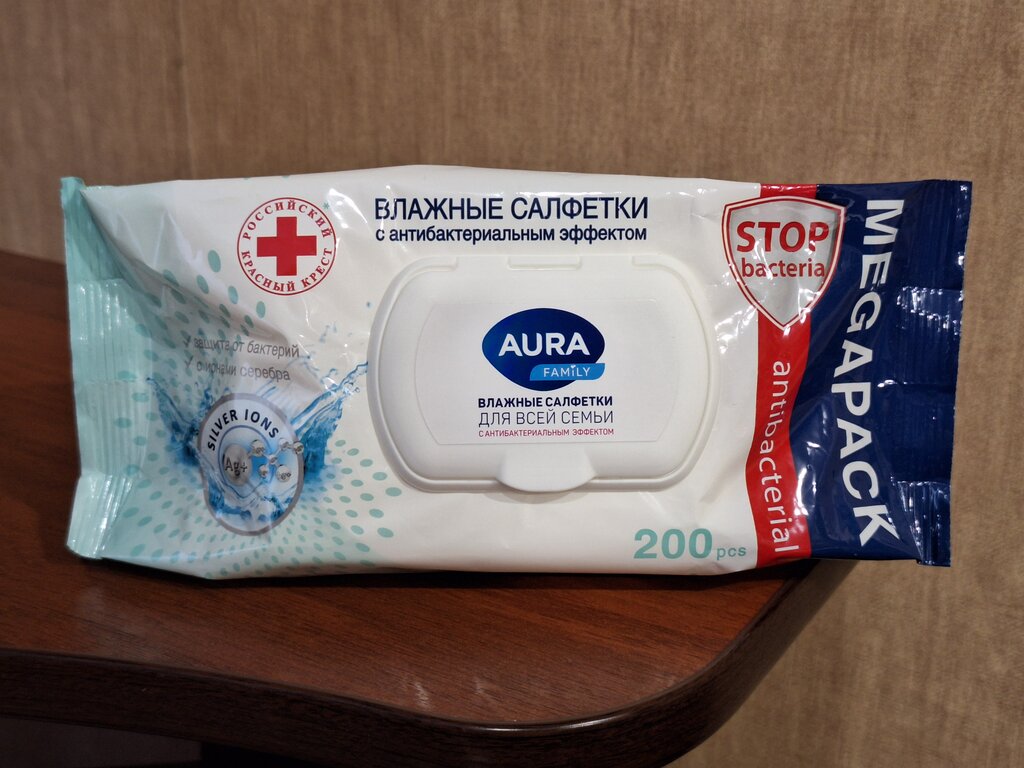 РОССИЙСКИЙ
КРАСНЫЙ КРЕСТ
ВЛАЖНЫЕ САЛФЕТКИ*
с антибактериальным эффектом
✓ защита от бактерий
✓ с ионами серебра
SILVER IONS
Ag+
AURA
FAMILY
ВЛАЖНЫЕ САЛФЕТКИ
ДЛЯ ВСЕЙ СЕМЬИ
С АНТИБАКТЕРИАЛЬНЫМ ЭФФЕКТОМ
200 pcs
STOP
bacteria
antibacterial
MEGAPACK